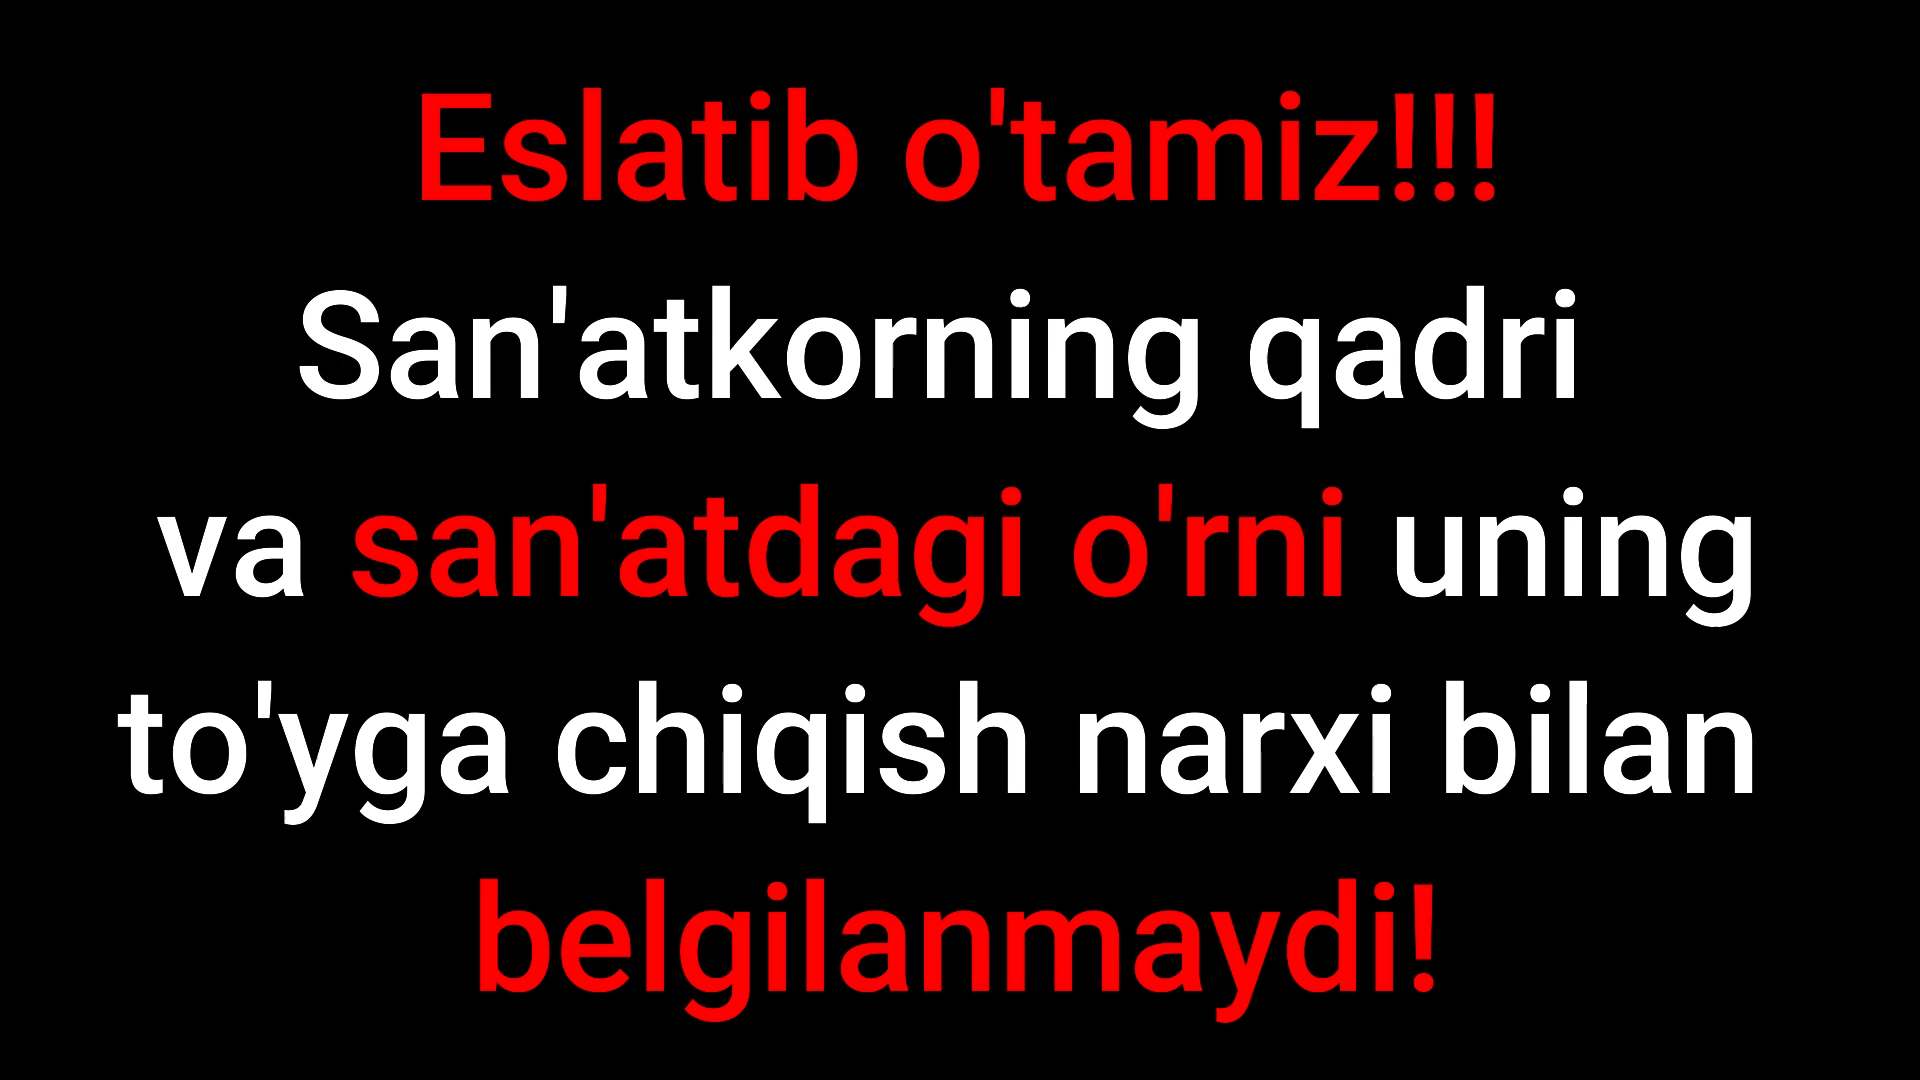 Eslatib o'tamiz!!!
San'atkorning qadri
va san'atdagi o'rni uning
to'yga chiqish narxi bilan
belgilanmaydi!